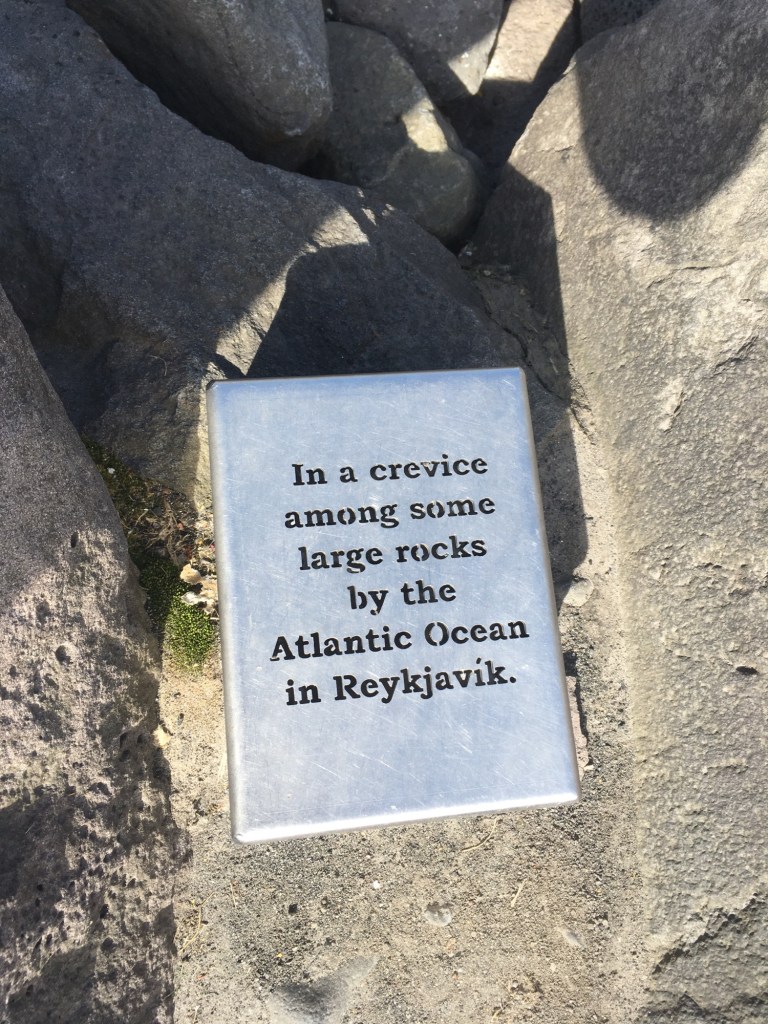 In a crevice
among some
large rocks
by the
Atlantic Ocean
in Reykjavík.